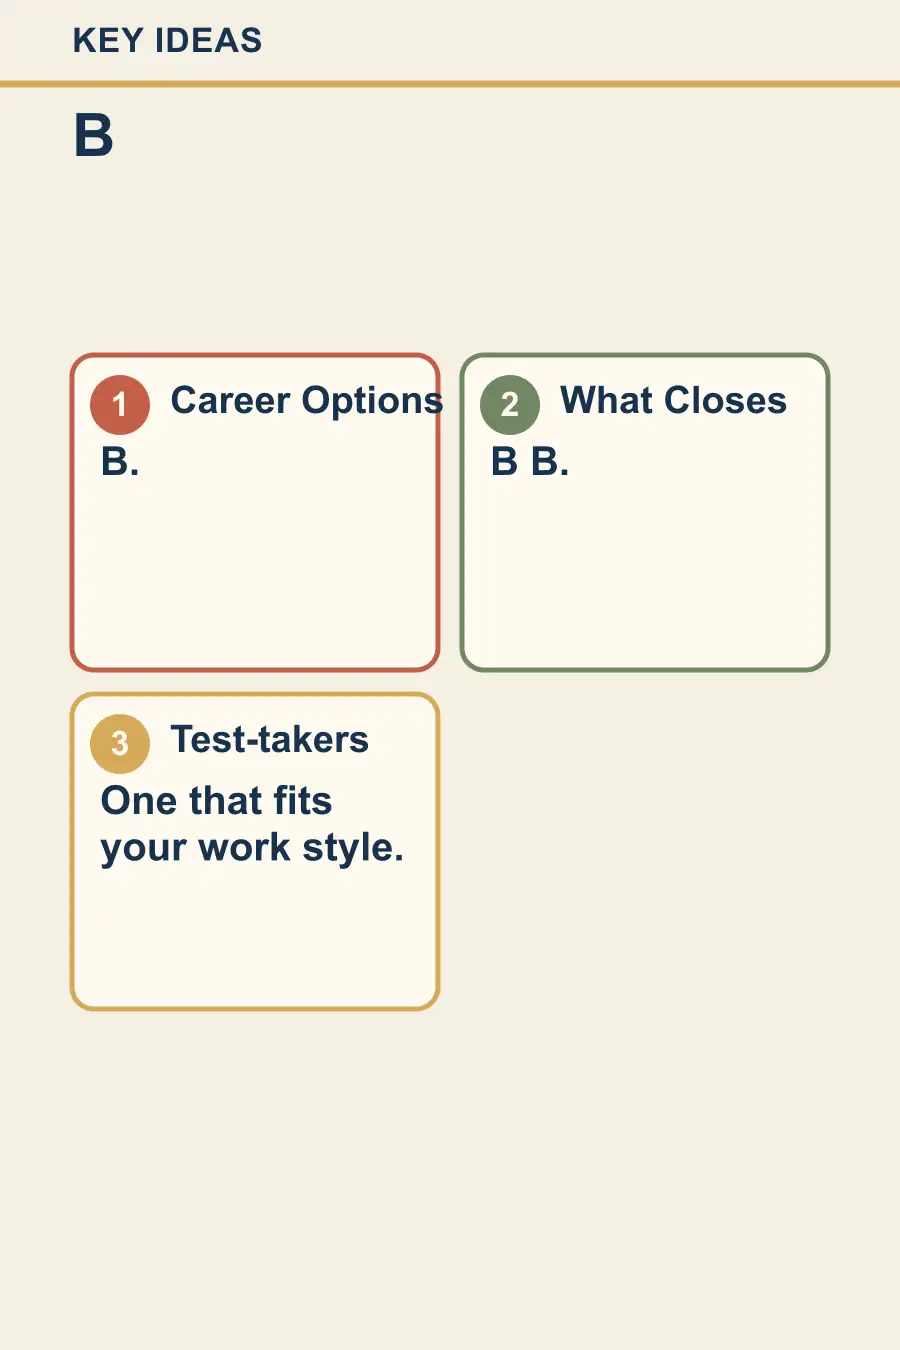 KEY IDEAS
B
1 Career Options
B.
2 What Closes
B B.
3 Test-takers
One that fits
your work style.